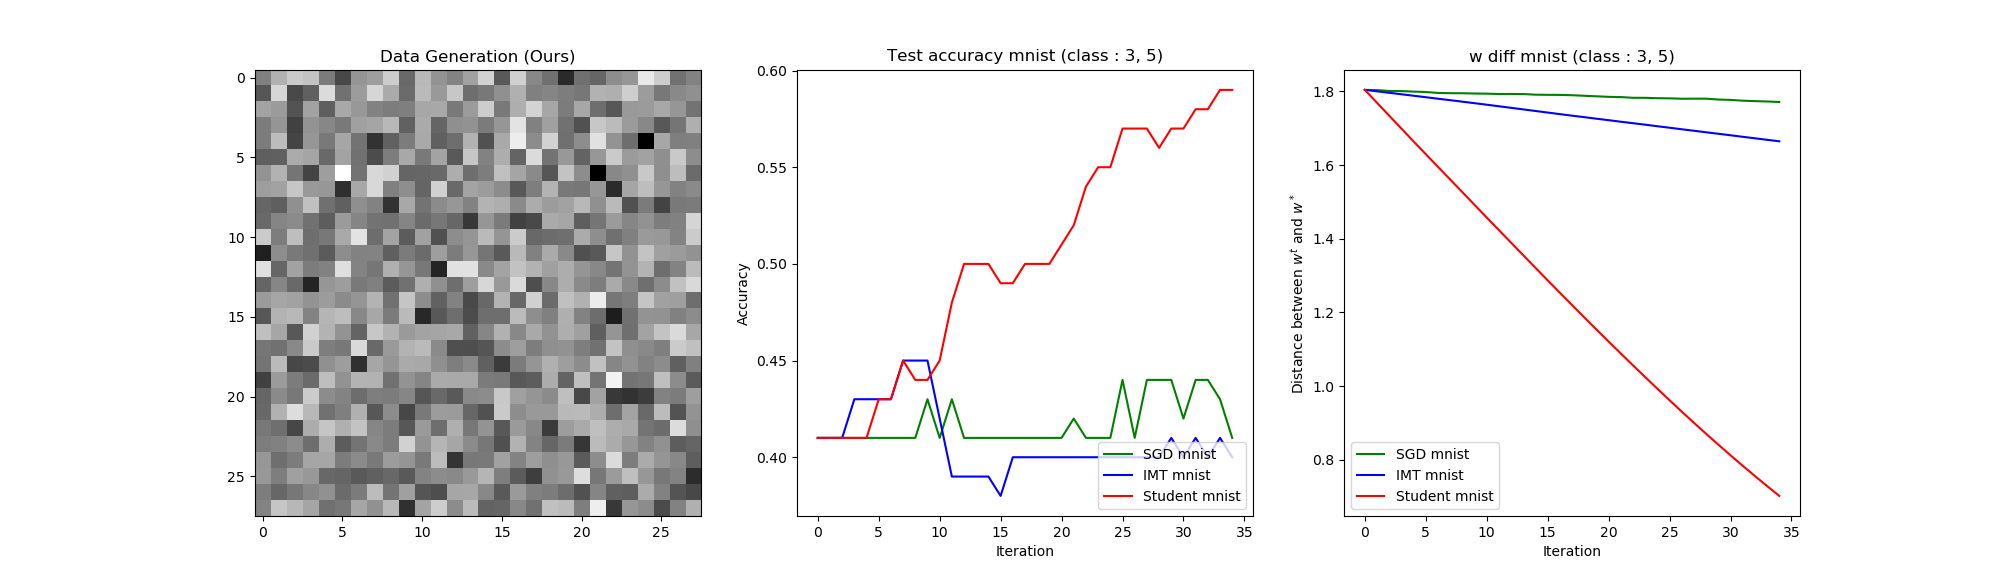 Data Generation (Ours)
0
5
10
15
20
25
0 5 10 15 20 25
Test accuracy mnist (class : 3, 5)
Accuracy
0.60
0.55
0.50
0.45
0.40
SGD mnist
IMT mnist
Student mnist
0 5 10 15 20 25 30 35
Iteration
w diff mnist (class : 3, 5)
Distance between w^t and w^*
1.8
1.6
1.4
1.2
1.0
0.8
SGD mnist
IMT mnist
Student mnist
0 5 10 15 20 25 30 35
Iteration